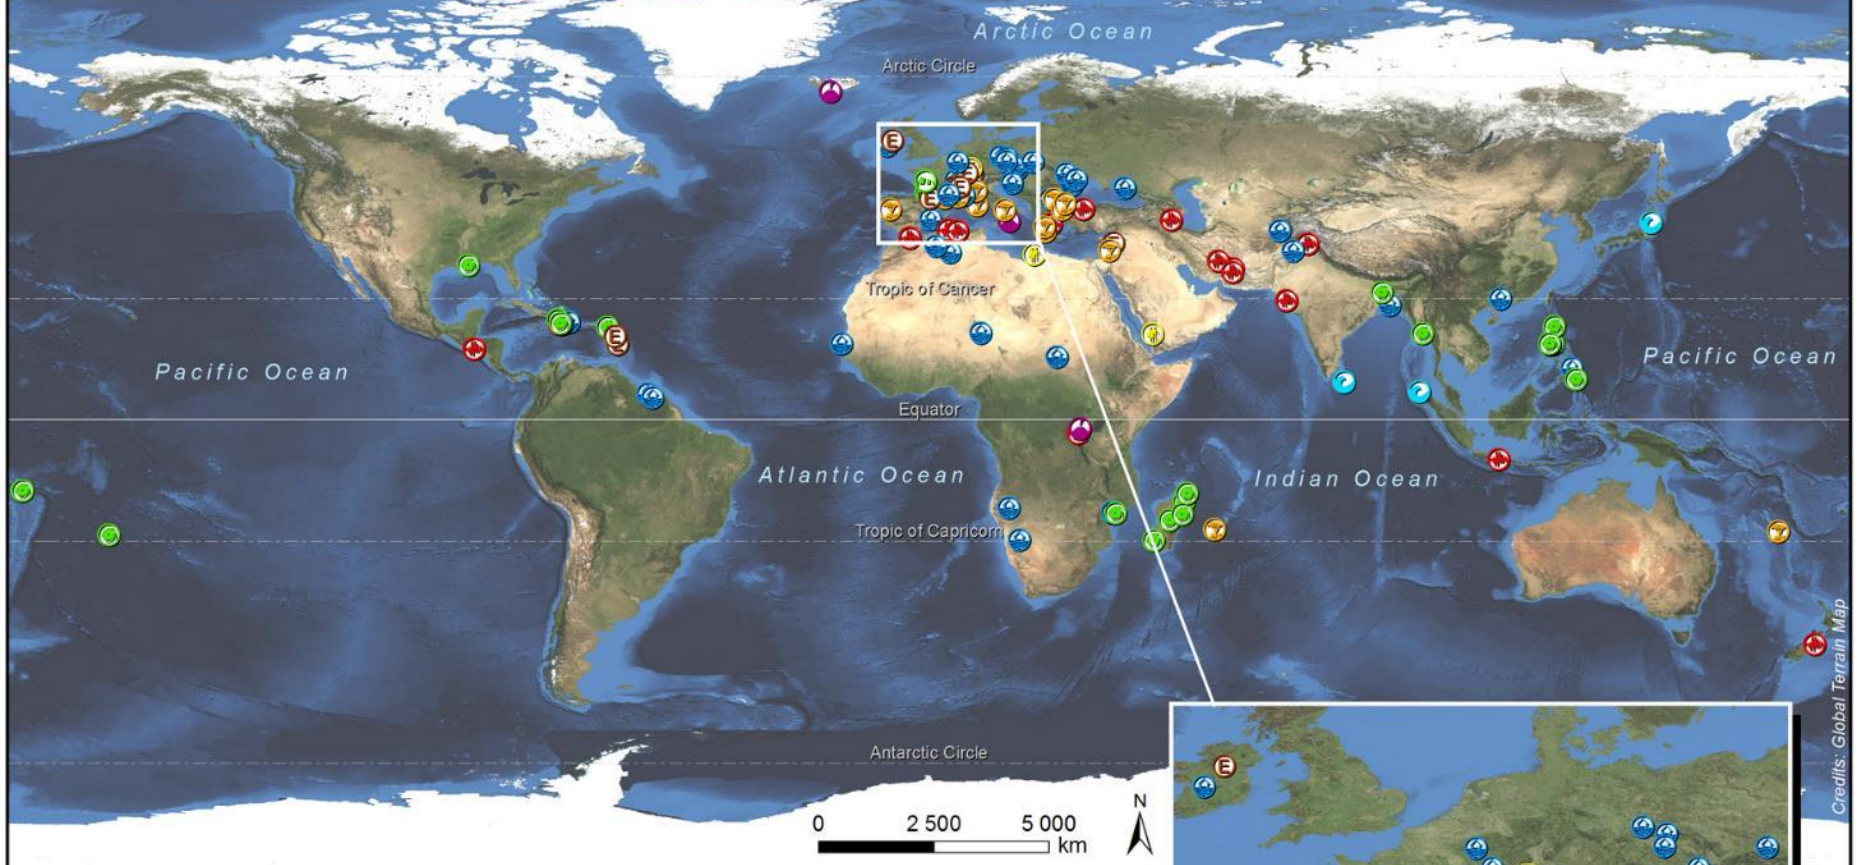 Arctic Ocean
Arctic Circle
E
E
E
Tropic of Cancer
E
Pacific Ocean
Pacific Ocean
Equator
Atlantic Ocean
Indian Ocean
Tropic of Capricorn
Antarctic Circle
E
N
0 2 500 5 000
km
Credits: Global Terrain Map